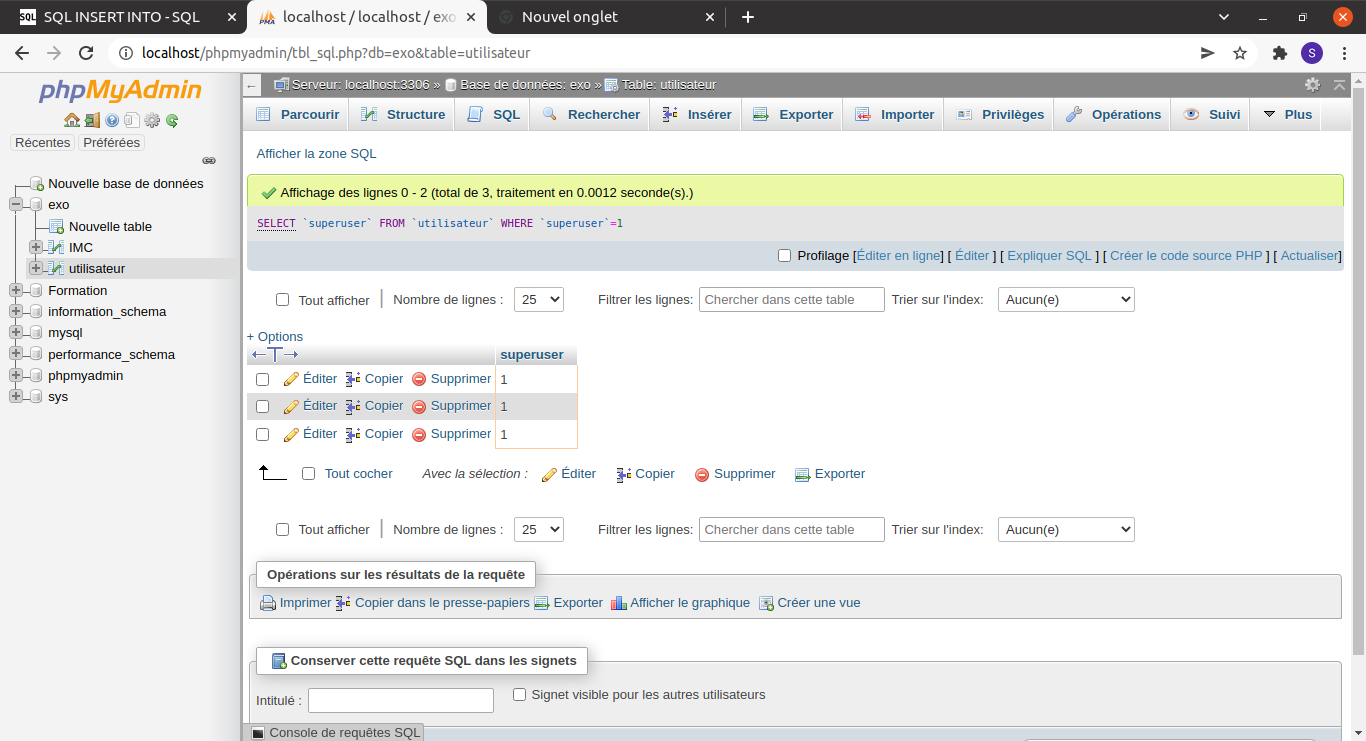 SQL INSERT INTO - SQL
localhost / localhost / exo
Nouvel onglet
localhost/phpmyadmin/tbl_sql.php?db=exo&table=utilisateur
S
phpMyAdmin
Récentes Préférées
Nouvelle base de données
exo
Nouvelle table
IMC
utilisateur
Formation
information_schema
mysql
performance_schema
phpmyadmin
sys
Serveur: localhost:3306 » Base de données: exo » Table: utilisateur
Parcourir Structure SQL Rechercher Insérer Exporter Importer Privilèges Opérations Suivi Plus
Afficher la zone SQL
Affichage des lignes 0 - 2 (total de 3, traitement en 0.0012 seconde(s).)
SELECT `superuser` FROM `utilisateur` WHERE `superuser`=1
Profilage [Éditer en ligne] [ Éditer ] [ Expliquer SQL ] [ Créer le code source PHP ] [ Actualiser]
Tout afficher | Nombre de lignes : 25 Filtrer les lignes: Chercher dans cette table Trier sur l'index: Aucun(e)
+ Options
←T→ superuser
Éditer Copier Supprimer 1
Éditer Copier Supprimer 1
Éditer Copier Supprimer 1
Tout cocher Avec la sélection : Éditer Copier Supprimer Exporter
Tout afficher | Nombre de lignes : 25 Filtrer les lignes: Chercher dans cette table Trier sur l'index: Aucun(e)
Opérations sur les résultats de la requête
Imprimer Copier dans le presse-papiers Exporter Afficher le graphique Créer une vue
Conserver cette requête SQL dans les signets
Intitulé : Signet visible pour les autres utilisateurs
Console de requêtes SQL